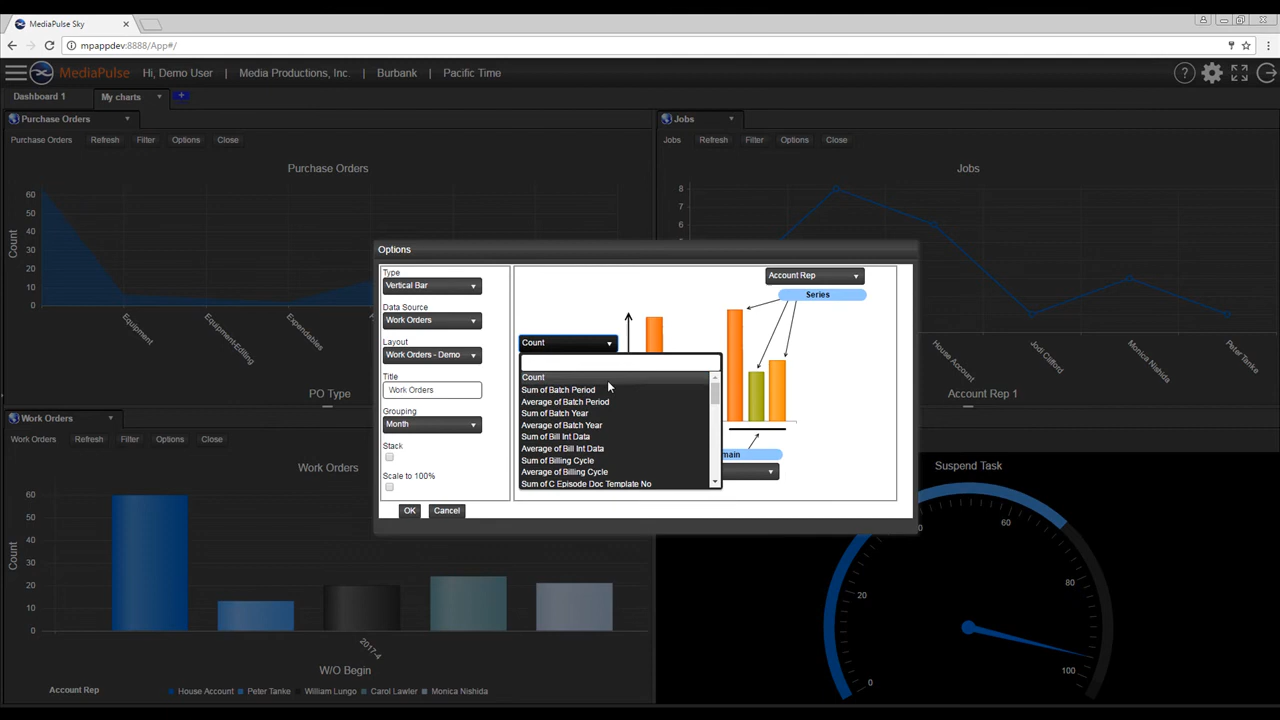 MediaPulse Sky
mpappdev:8888/App#/
MediaPulse Hi, Demo User | Media Productions, Inc. | Burbank | Pacific Time
Dashboard 1 My charts
Purchase Orders
Purchase Orders Refresh Filter Options Close
Purchase Orders
60
50
40
30
20
10
0
Count
Equipment
Equipment-Editing
Expendables
PO Type
Jobs
Jobs Refresh Filter Options Close
Jobs
8
7
6
House Account
Jodi Clifford
Monica Nishida
Peter Tanke
Account Rep 1
Options
Type
Vertical Bar
Data Source
Work Orders
Layout
Work Orders - Demo
Title
Work Orders
Grouping
Month
Stack
Scale to 100%
OK Cancel
Account Rep
Series
Count
Count
Sum of Batch Period
Average of Batch Period
Sum of Batch Year
Average of Batch Year
Sum of Bill Int Data
Average of Bill Int Data
Sum of Billing Cycle
Average of Billing Cycle
Sum of C Episode Doc Template No
main
Work Orders
Work Orders Refresh Filter Options Close
Work Orders
60
50
40
30
20
10
0
Count
2017-4
W/O Begin
Account Rep House Account Peter Tanke William Lungo Carol Lawler Monica Nishida
Suspend Task
0
20
60
80
100